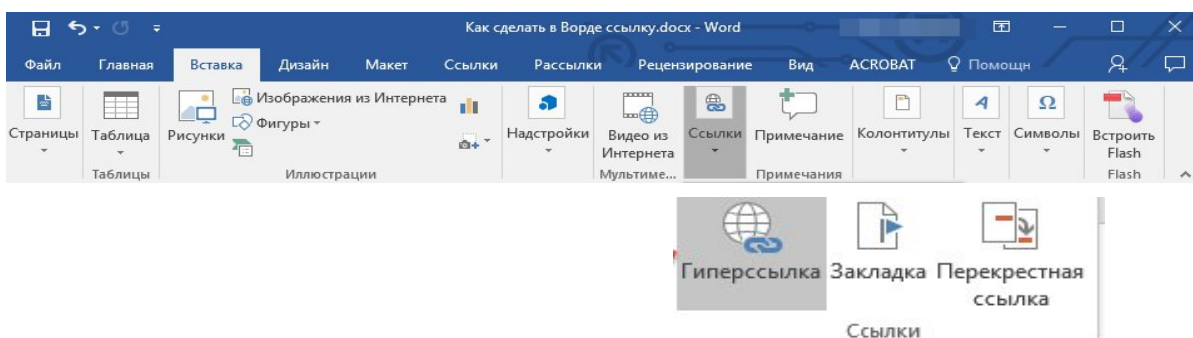 Как сделать в Ворде ссылку.docx - Word
Файл Главная Вставка Дизайн Макет Ссылки Рассылки Рецензирование Вид ACROBAT Помощн
Страницы Таблица Рисунки Изображения из Интернета Фигуры Надстройки Видео из Интернета Ссылки Примечание Колонтитулы Текст Символы Встроить Flash
Таблицы Иллюстрации Мультиме... Примечания Flash
Гиперссылка Закладка Перекрестная
ссылка
Ссылки